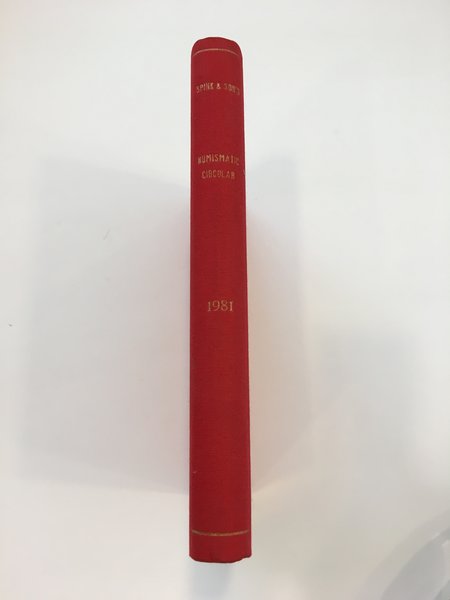 SPINK & SON'S
NUMISMATIC
CIRCULAR
1981